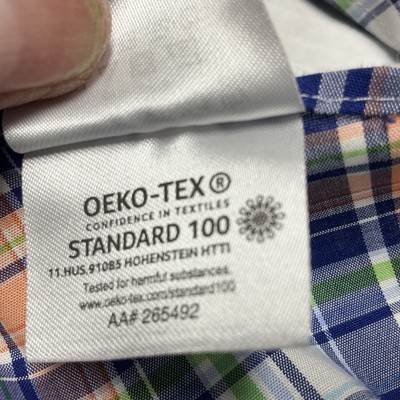 OEKO-TEX®
CONFIDENCE IN TEXTILES
STANDARD 100
11.HUS.91085 HOHENSTEIN HTTI
Tested for harmful substances.
www.oeko-tex.com/standard100
AA# 265492